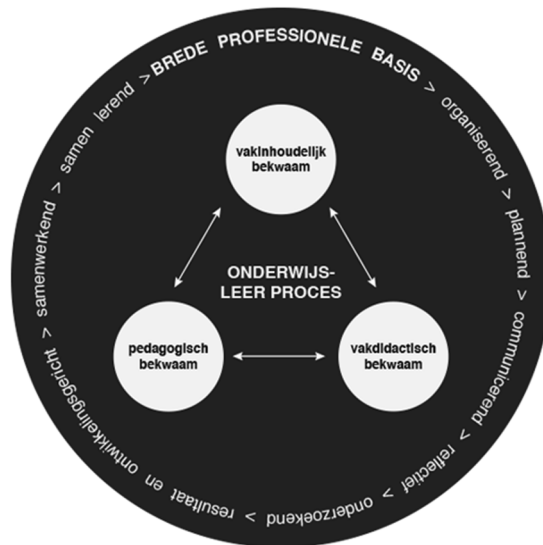 BREDE PROFESSIONELE BASIS > organiserend > plannend > communicerend > reflectief > onderzoekend > resultaat en ontwikkelingsgericht > samenwerkend > samen lerend >
vakinhoudelijk
bekwaam
ONDERWIJS-
LEER PROCES
pedagogisch
bekwaam
vakdidactisch
bekwaam